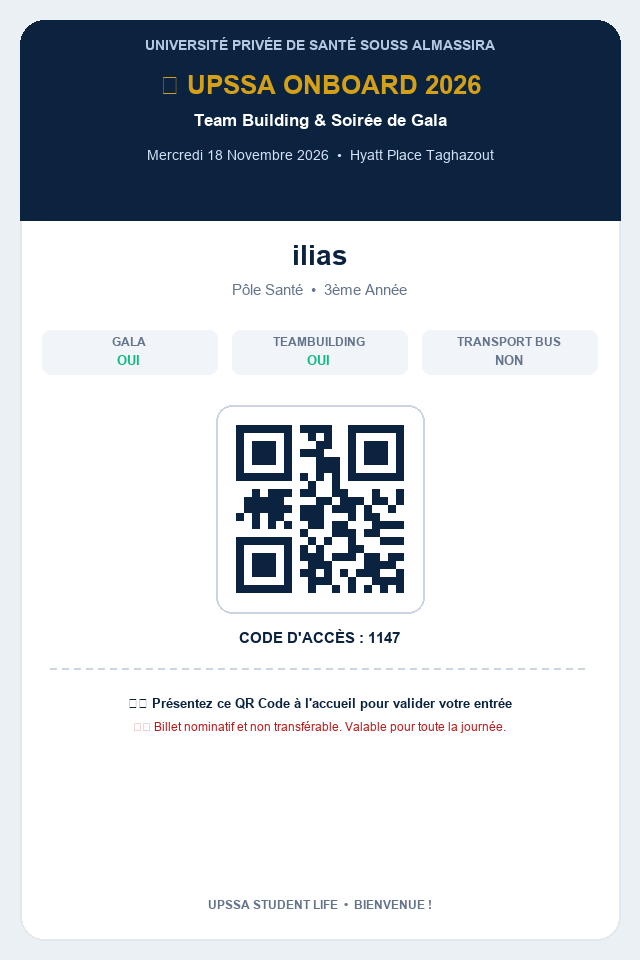 UNIVERSITÉ PRIVÉE DE SANTÉ SOUSS ALMASSIRA
UPSSA ONBOARD 2026
Team Building & Soirée de Gala
Mercredi 18 Novembre 2026 • Hyatt Place Taghazout
ilias
Pôle Santé • 3ème Année
GALA
OUI
TEAMBUILDING
OUI
TRANSPORT BUS
NON
CODE D'ACCÈS : 1147
Présentez ce QR Code à l'accueil pour valider votre entrée
Billet nominatif et non transférable. Valable pour toute la journée.
UPSSA STUDENT LIFE • BIENVENUE !